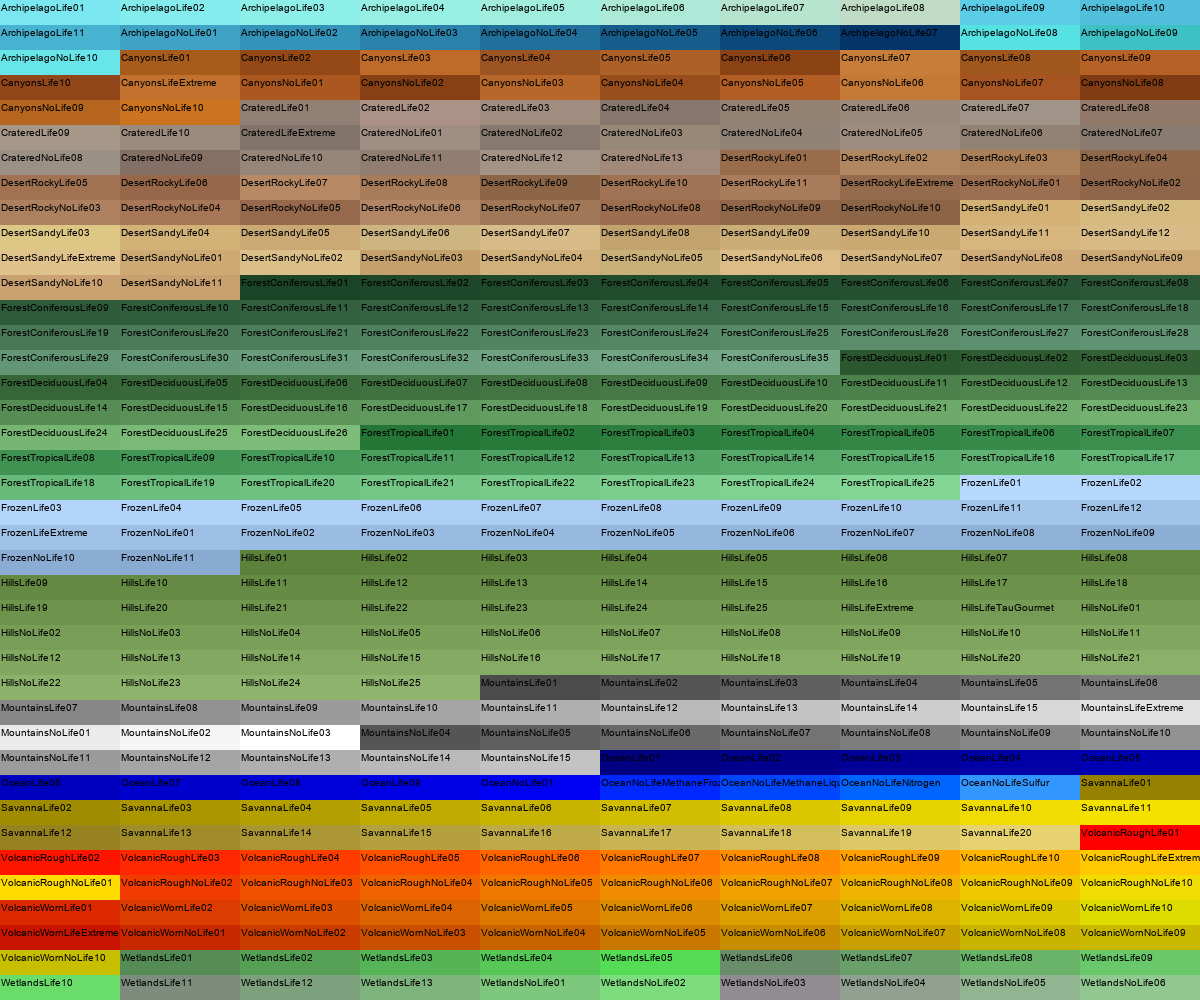 ArchipelagoLife01 ArchipelagoLife02 ArchipelagoLife03 ArchipelagoLife04 ArchipelagoLife05 ArchipelagoLife06 ArchipelagoLife07 ArchipelagoLife08 ArchipelagoLife09 ArchipelagoLife10
ArchipelagoLife11 ArchipelagoNoLife01 ArchipelagoNoLife02 ArchipelagoNoLife03 ArchipelagoNoLife04 ArchipelagoNoLife05 ArchipelagoNoLife06 ArchipelagoNoLife07 ArchipelagoNoLife08 ArchipelagoNoLife09
ArchipelagoNoLife10 CanyonsLife01 CanyonsLife02 CanyonsLife03 CanyonsLife04 CanyonsLife05 CanyonsLife06 CanyonsLife07 CanyonsLife08 CanyonsLife09
CanyonsLife10 CanyonsLifeExtreme CanyonsNoLife01 CanyonsNoLife02 CanyonsNoLife03 CanyonsNoLife04 CanyonsNoLife05 CanyonsNoLife06 CanyonsNoLife07 CanyonsNoLife08
CanyonsNoLife09 CanyonsNoLife10 CrateredLife01 CrateredLife02 CrateredLife03 CrateredLife04 CrateredLife05 CrateredLife06 CrateredLife07 CrateredLife08
CrateredLife09 CrateredLife10 CrateredLifeExtreme CrateredNoLife01 CrateredNoLife02 CrateredNoLife03 CrateredNoLife04 CrateredNoLife05 CrateredNoLife06 CrateredNoLife07
CrateredNoLife08 CrateredNoLife09 CrateredNoLife10 CrateredNoLife11 CrateredNoLife12 CrateredNoLife13 DesertRockyLife01 DesertRockyLife02 DesertRockyLife03 DesertRockyLife04
DesertRockyLife05 DesertRockyLife06 DesertRockyLife07 DesertRockyLife08 DesertRockyLife09 DesertRockyLife10 DesertRockyLife11 DesertRockyLifeExtreme DesertRockyNoLife01 DesertRockyNoLife02
DesertRockyNoLife03 DesertRockyNoLife04 DesertRockyNoLife05 DesertRockyNoLife06 DesertRockyNoLife07 DesertRockyNoLife08 DesertRockyNoLife09 DesertRockyNoLife10 DesertSandyLife01 DesertSandyLife02
DesertSandyLife03 DesertSandyLife04 DesertSandyLife05 DesertSandyLife06 DesertSandyLife07 DesertSandyLife08 DesertSandyLife09 DesertSandyLife10 DesertSandyLife11 DesertSandyLife12
DesertSandyLifeExtreme DesertSandyNoLife01 DesertSandyNoLife02 DesertSandyNoLife03 DesertSandyNoLife04 DesertSandyNoLife05 DesertSandyNoLife06 DesertSandyNoLife07 DesertSandyNoLife08 DesertSandyNoLife09
DesertSandyNoLife10 DesertSandyNoLife11 ForestConiferousLife01 ForestConiferousLife02 ForestConiferousLife03 ForestConiferousLife04 ForestConiferousLife05 ForestConiferousLife06 ForestConiferousLife07 ForestConiferousLife08
ForestConiferousLife09 ForestConiferousLife10 ForestConiferousLife11 ForestConiferousLife12 ForestConiferousLife13 ForestConiferousLife14 ForestConiferousLife15 ForestConiferousLife16 ForestConiferousLife17 ForestConiferousLife18
ForestConiferousLife19 ForestConiferousLife20 ForestConiferousLife21 ForestConiferousLife22 ForestConiferousLife23 ForestConiferousLife24 ForestConiferousLife25 ForestConiferousLife26 ForestConiferousLife27 ForestConiferousLife28
ForestConiferousLife29 ForestConiferousLife30 ForestConiferousLife31 ForestConiferousLife32 ForestConiferousLife33 ForestConiferousLife34 ForestConiferousLife35 ForestDeciduousLife01 ForestDeciduousLife02 ForestDeciduousLife03
ForestDeciduousLife04 ForestDeciduousLife05 ForestDeciduousLife06 ForestDeciduousLife07 ForestDeciduousLife08 ForestDeciduousLife09 ForestDeciduousLife10 ForestDeciduousLife11 ForestDeciduousLife12 ForestDeciduousLife13
ForestDeciduousLife14 ForestDeciduousLife15 ForestDeciduousLife16 ForestDeciduousLife17 ForestDeciduousLife18 ForestDeciduousLife19 ForestDeciduousLife20 ForestDeciduousLife21 ForestDeciduousLife22 ForestDeciduousLife23
ForestDeciduousLife24 ForestDeciduousLife25 ForestDeciduousLife26 ForestTropicalLife01 ForestTropicalLife02 ForestTropicalLife03 ForestTropicalLife04 ForestTropicalLife05 ForestTropicalLife06 ForestTropicalLife07
ForestTropicalLife08 ForestTropicalLife09 ForestTropicalLife10 ForestTropicalLife11 ForestTropicalLife12 ForestTropicalLife13 ForestTropicalLife14 ForestTropicalLife15 ForestTropicalLife16 ForestTropicalLife17
ForestTropicalLife18 ForestTropicalLife19 ForestTropicalLife20 ForestTropicalLife21 ForestTropicalLife22 ForestTropicalLife23 ForestTropicalLife24 ForestTropicalLife25 FrozenLife01 FrozenLife02
FrozenLife03 FrozenLife04 FrozenLife05 FrozenLife06 FrozenLife07 FrozenLife08 FrozenLife09 FrozenLife10 FrozenLife11 FrozenLife12
FrozenLifeExtreme FrozenNoLife01 FrozenNoLife02 FrozenNoLife03 FrozenNoLife04 FrozenNoLife05 FrozenNoLife06 FrozenNoLife07 FrozenNoLife08 FrozenNoLife09
FrozenNoLife10 FrozenNoLife11 HillsLife01 HillsLife02 HillsLife03 HillsLife04 HillsLife05 HillsLife06 HillsLife07 HillsLife08
HillsLife09 HillsLife10 HillsLife11 HillsLife12 HillsLife13 HillsLife14 HillsLife15 HillsLife16 HillsLife17 HillsLife18
HillsLife19 HillsLife20 HillsLife21 HillsLife22 HillsLife23 HillsLife24 HillsLife25 HillsLifeExtreme HillsLifeTauGourmet HillsNoLife01
HillsNoLife02 HillsNoLife03 HillsNoLife04 HillsNoLife05 HillsNoLife06 HillsNoLife07 HillsNoLife08 HillsNoLife09 HillsNoLife10 HillsNoLife11
HillsNoLife12 HillsNoLife13 HillsNoLife14 HillsNoLife15 HillsNoLife16 HillsNoLife17 HillsNoLife18 HillsNoLife19 HillsNoLife20 HillsNoLife21
HillsNoLife22 HillsNoLife23 HillsNoLife24 HillsNoLife25 MountainsLife01 MountainsLife02 MountainsLife03 MountainsLife04 MountainsLife05 MountainsLife06
MountainsLife07 MountainsLife08 MountainsLife09 MountainsLife10 MountainsLife11 MountainsLife12 MountainsLife13 MountainsLife14 MountainsLife15 MountainsLifeExtreme
MountainsNoLife01 MountainsNoLife02 MountainsNoLife03 MountainsNoLife04 MountainsNoLife05 MountainsNoLife06 MountainsNoLife07 MountainsNoLife08 MountainsNoLife09 MountainsNoLife10
MountainsNoLife11 MountainsNoLife12 MountainsNoLife13 MountainsNoLife14 MountainsNoLife15 OceanLife01 OceanLife02 OceanLife03 OceanLife04 OceanLife05
OceanLife06 OceanLife07 OceanLife08 OceanLife09 OceanNoLife01 OceanNoLifeMethaneFro OceanNoLifeMethaneLiq OceanNoLifeNitrogen OceanNoLifeSulfur SavannaLife01
SavannaLife02 SavannaLife03 SavannaLife04 SavannaLife05 SavannaLife06 SavannaLife07 SavannaLife08 SavannaLife09 SavannaLife10 SavannaLife11
SavannaLife12 SavannaLife13 SavannaLife14 SavannaLife15 SavannaLife16 SavannaLife17 SavannaLife18 SavannaLife19 SavannaLife20 VolcanicRoughLife01
VolcanicRoughLife02 VolcanicRoughLife03 VolcanicRoughLife04 VolcanicRoughLife05 VolcanicRoughLife06 VolcanicRoughLife07 VolcanicRoughLife08 VolcanicRoughLife09 VolcanicRoughLife10 VolcanicRoughLifeExtrem
VolcanicRoughNoLife01 VolcanicRoughNoLife02 VolcanicRoughNoLife03 VolcanicRoughNoLife04 VolcanicRoughNoLife05 VolcanicRoughNoLife06 VolcanicRoughNoLife07 VolcanicRoughNoLife08 VolcanicRoughNoLife09 VolcanicRoughNoLife10
VolcanicWornLife01 VolcanicWornLife02 VolcanicWornLife03 VolcanicWornLife04 VolcanicWornLife05 VolcanicWornLife06 VolcanicWornLife07 VolcanicWornLife08 VolcanicWornLife09 VolcanicWornLife10
VolcanicWornLifeExtreme VolcanicWornNoLife01 VolcanicWornNoLife02 VolcanicWornNoLife03 VolcanicWornNoLife04 VolcanicWornNoLife05 VolcanicWornNoLife06 VolcanicWornNoLife07 VolcanicWornNoLife08 VolcanicWornNoLife09
VolcanicWornNoLife10 WetlandsLife01 WetlandsLife02 WetlandsLife03 WetlandsLife04 WetlandsLife05 WetlandsLife06 WetlandsLife07 WetlandsLife08 WetlandsLife09
WetlandsLife10 WetlandsLife11 WetlandsLife12 WetlandsLife13 WetlandsNoLife01 WetlandsNoLife02 WetlandsNoLife03 WetlandsNoLife04 WetlandsNoLife05 WetlandsNoLife06